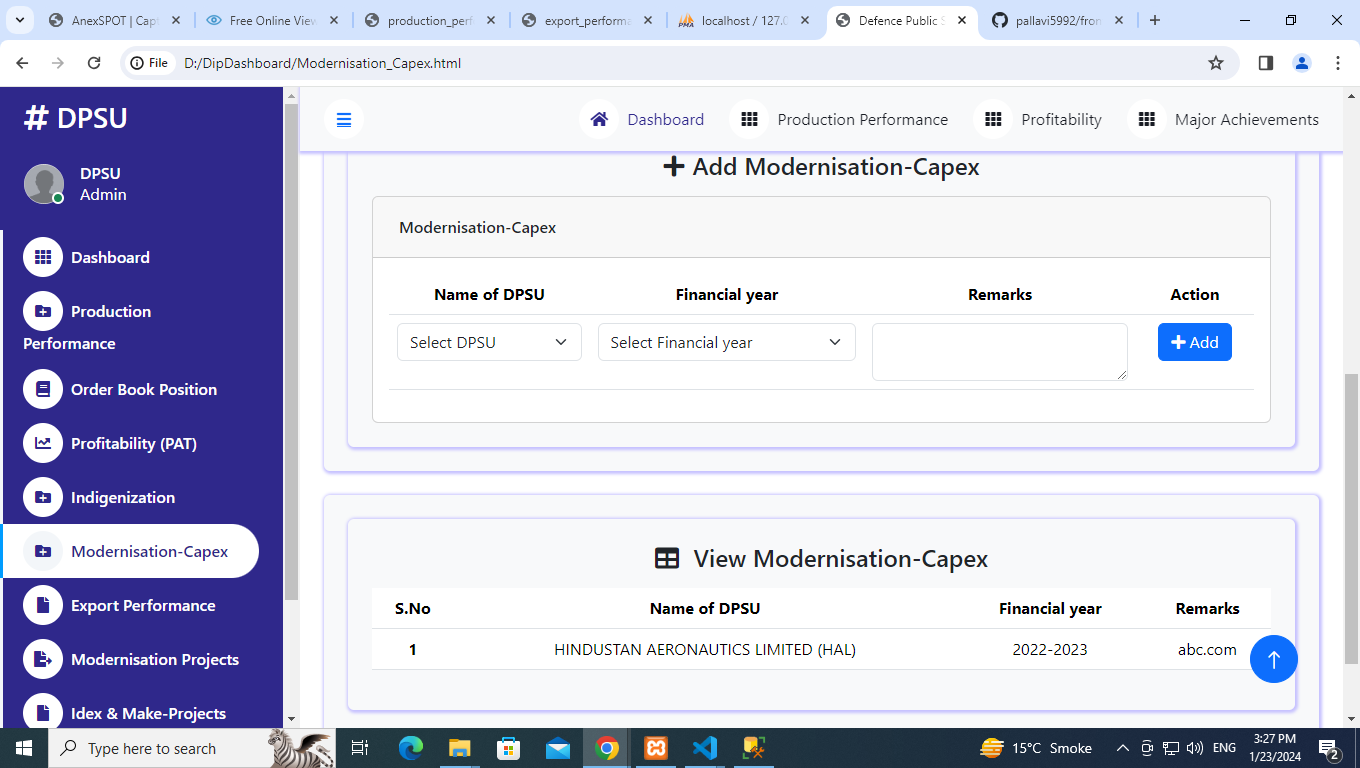 AnexSPOT | Capt
Free Online View
production_perf
export_performa
localhost / 127.0
Defence Public S
pallavi5992/fron
File
D:/DipDashboard/Modernisation_Capex.html
# DPSU
DPSU
Admin
Dashboard
Production
Performance
Order Book Position
Profitability (PAT)
Indigenization
Modernisation-Capex
Export Performance
Modernisation Projects
Idex & Make-Projects
Dashboard
Production Performance
Profitability
Major Achievements
Add Modernisation-Capex
Modernisation-Capex
Name of DPSU Financial year Remarks Action
Select DPSU Select Financial year Add
View Modernisation-Capex
S.No Name of DPSU Financial year Remarks
1 HINDUSTAN AERONAUTICS LIMITED (HAL) 2022-2023 abc.com
Type here to search
15°C Smoke
ENG
3:27 PM
1/23/2024
2